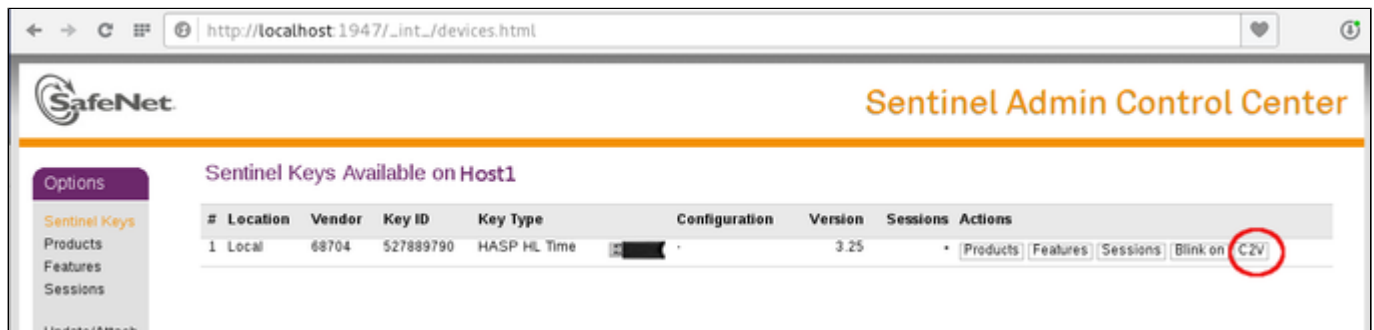 http://localhost:1947/_int_/devices.html
SafeNet.
Sentinel Admin Control Center
Options
Sentinel Keys Available on Host1
Sentinel Keys
# Location Vendor Key ID Key Type Configuration Version Sessions Actions
Products
1 Local 68704 527889790 HASP HL Time - 3.25 - Products Features Sessions Blink on C2V
Features
Sessions
Update/Attach